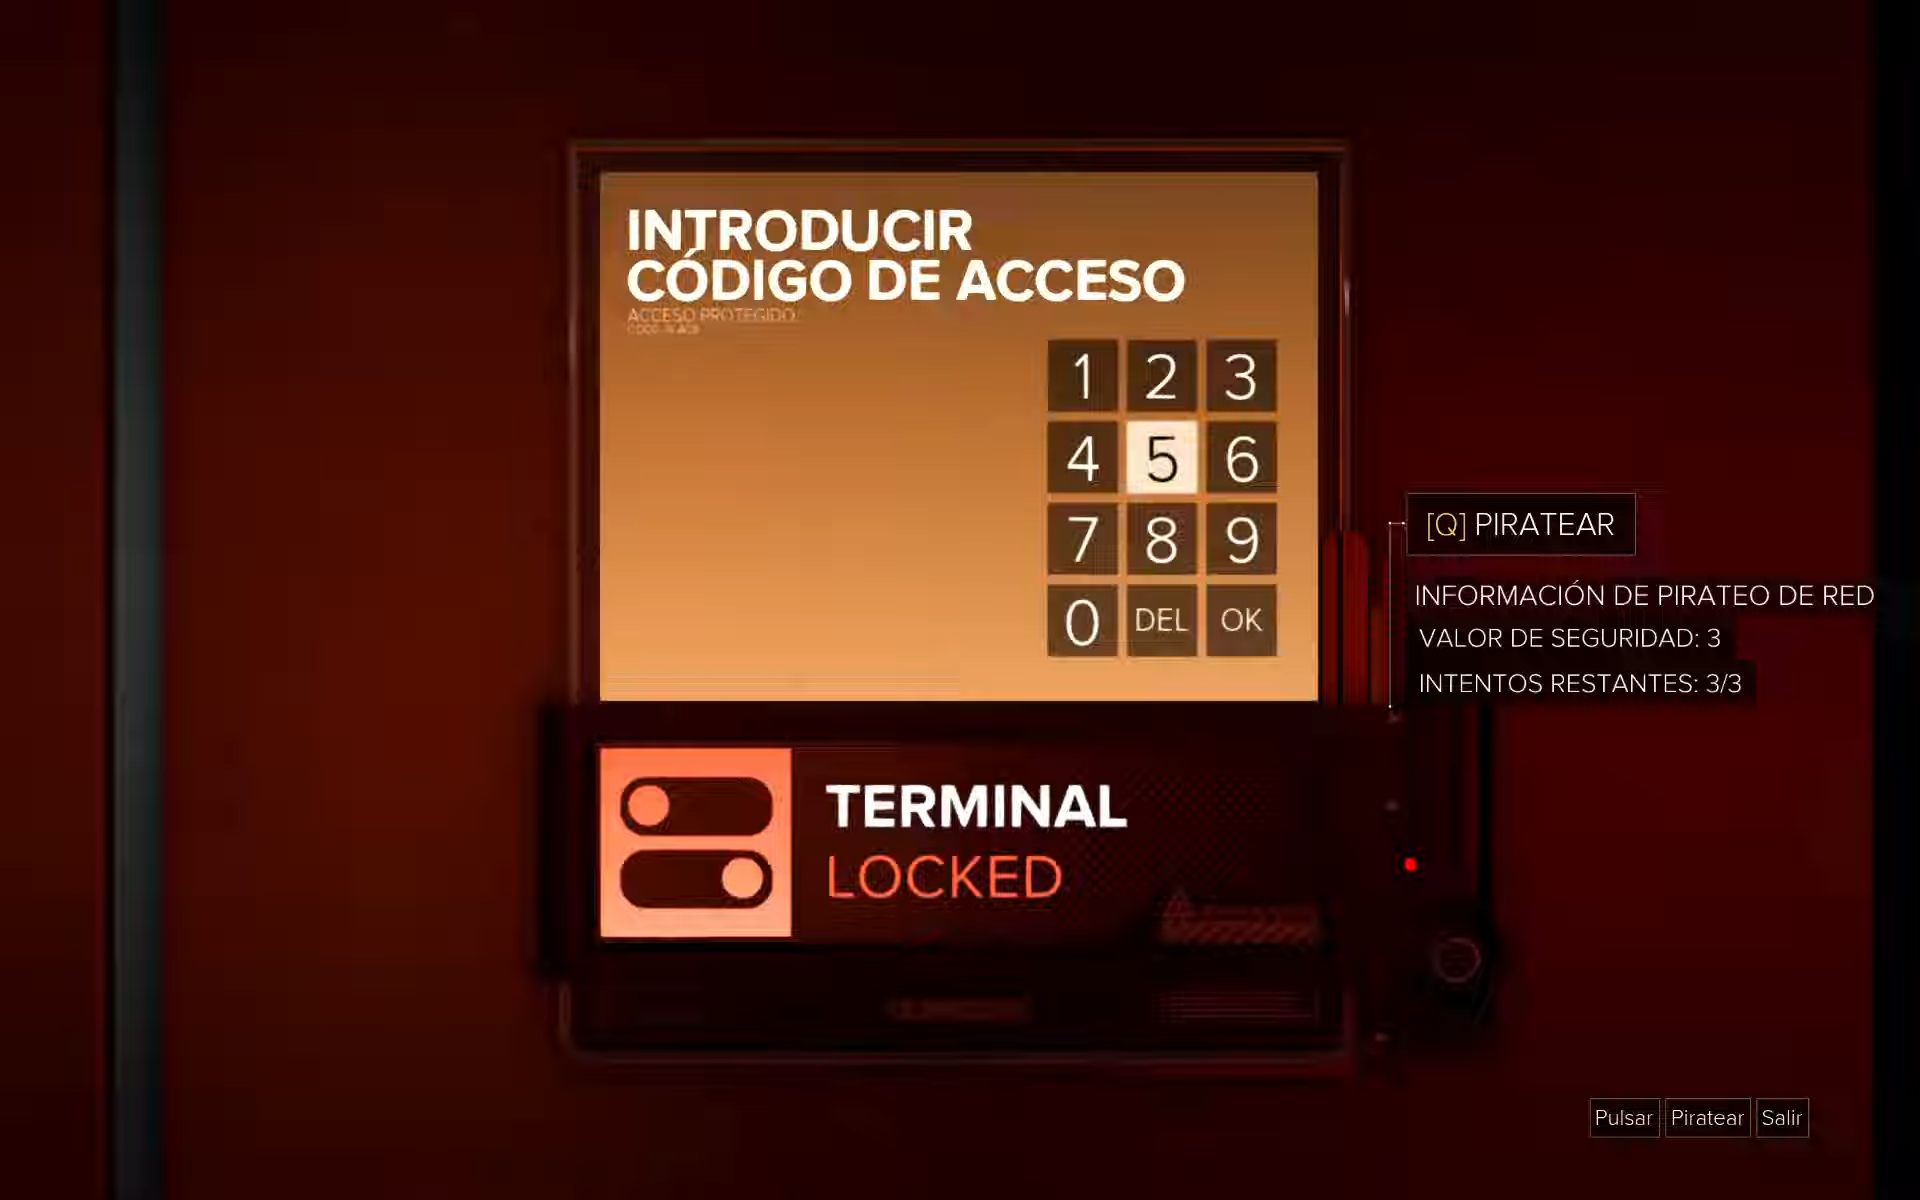 INTRODUCIR
CÓDIGO DE ACCESO
ACCESO PROTEGIDO
1 2 3
4 5 6
7 8 9
0 DEL OK
[Q] PIRATEAR
INFORMACIÓN DE PIRATEO DE RED
VALOR DE SEGURIDAD: 3
INTENTOS RESTANTES: 3/3
TERMINAL
LOCKED
Pulsar Piratear Salir